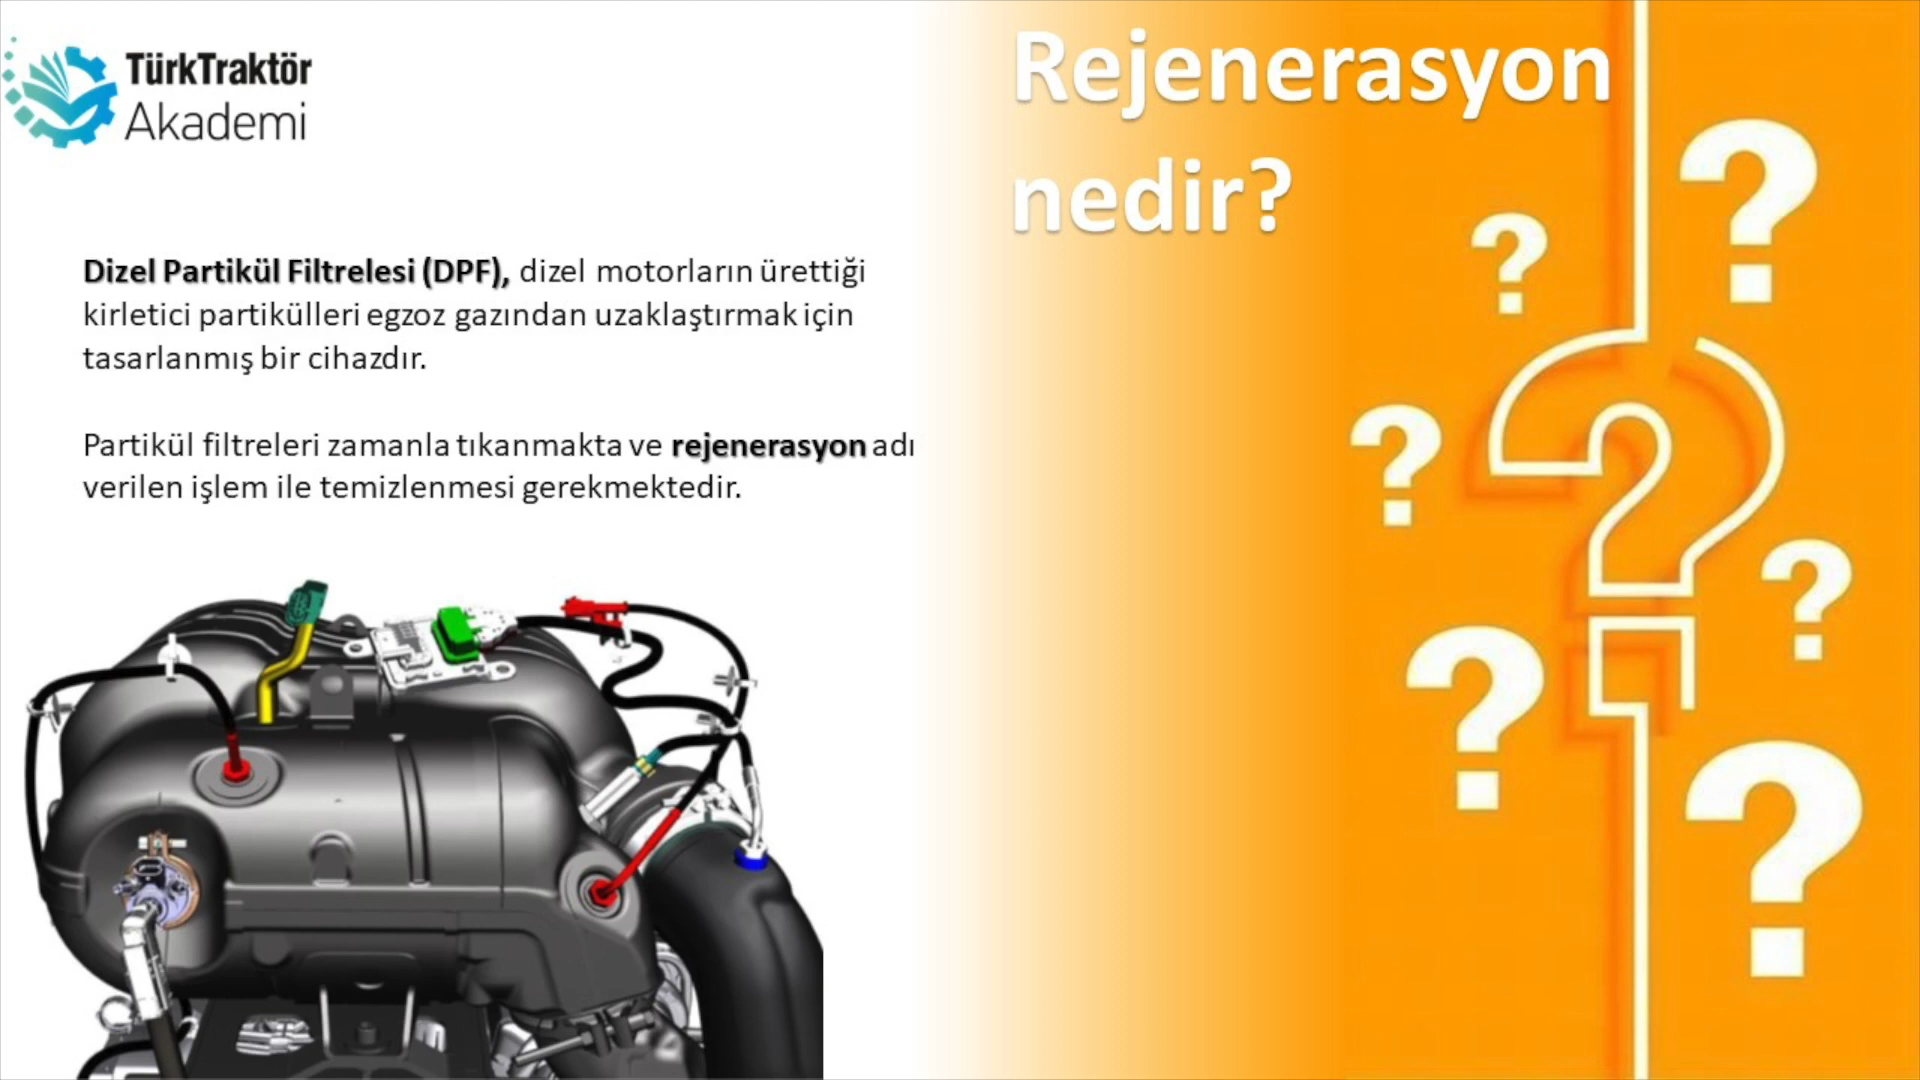 TürkTraktör
Akademi
Rejenerasyon
nedir?
Dizel Partikül Filtrelesi (DPF), dizel motorların ürettiği
kirletici partikülleri egzoz gazından uzaklaştırmak için
tasarlanmış bir cihazdır.
Partikül filtreleri zamanla tıkanmakta ve rejenerasyon adı
verilen işlem ile temizlenmesi gerekmektedir.